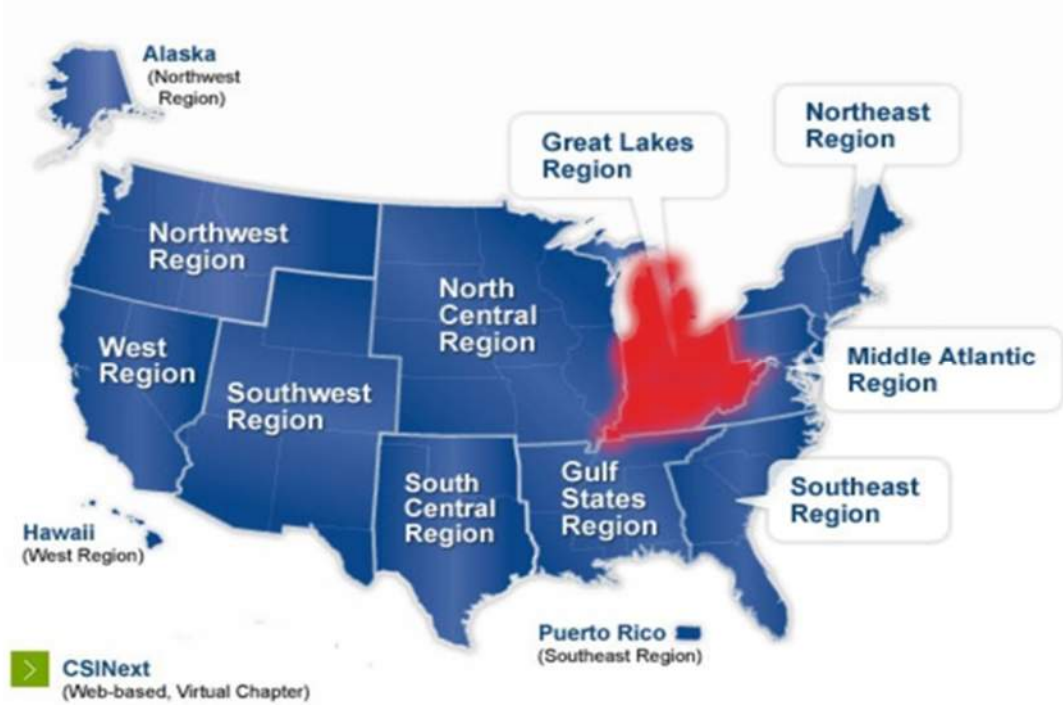 Alaska
(Northwest
Region)
Northeast
Region
Great Lakes
Region
Northwest
Region
North
Central
Region
West
Region
Middle Atlantic
Region
Southwest
Region
Gulf
States
Region
South
Central
Region
Southeast
Region
Hawaii
(West Region)
Puerto Rico
(Southeast Region)
CSINext
(Web-based, Virtual Chapter)